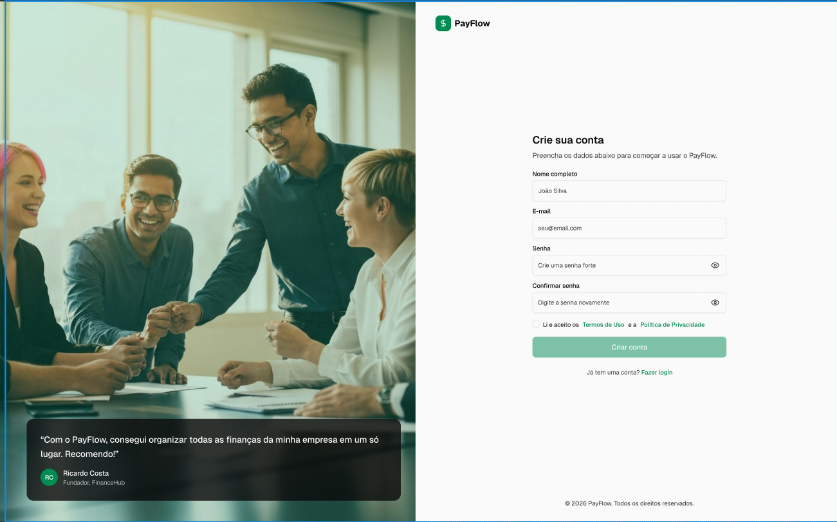 $ PayFlow
Crie sua conta
Preencha os dados abaixo para começar a usar o PayFlow.
Nome completo
João Silva
E-mail
seu@email.com
Senha
Crie uma senha forte
Confirmar senha
Digite a senha novamente
Li e aceito os Termos de Uso e a Política de Privacidade
Criar conta
Já tem uma conta? Fazer login
"Com o PayFlow, consegui organizar todas as finanças da minha empresa em um só
lugar. Recomendo!"
RC
Ricardo Costa
Fundador, FinanceHub
© 2026 PayFlow. Todos os direitos reservados.